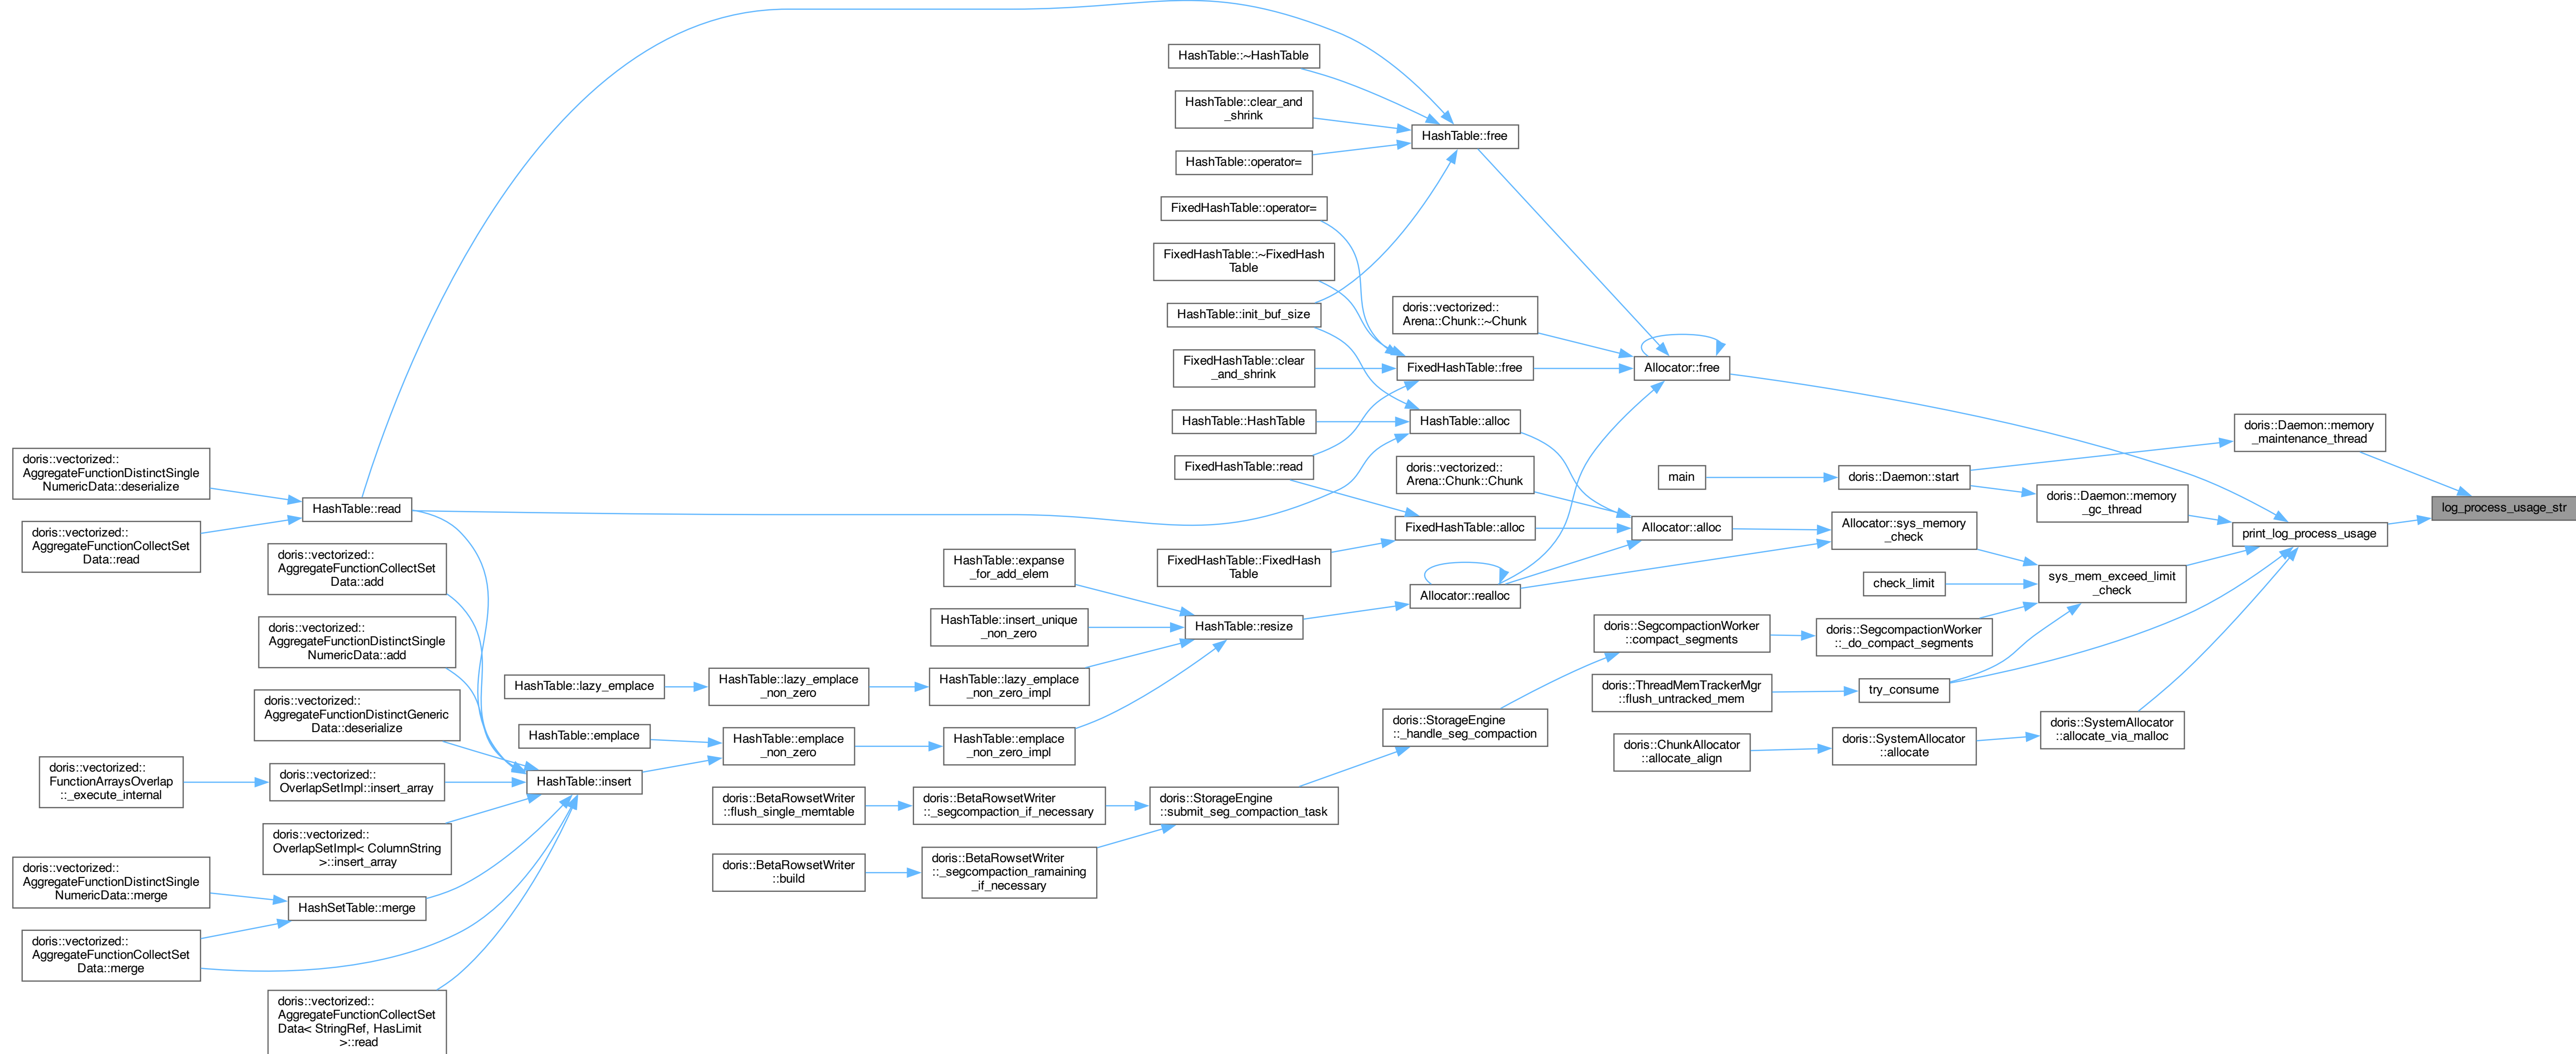 HashTable::~HashTable
HashTable::clear_and
_shrink
HashTable::free
HashTable::operator=
FixedHashTable::operator=
FixedHashTable::~FixedHash
Table
HashTable::init_buf_size
doris::vectorized::
Arena::Chunk::~Chunk
FixedHashTable::clear
_and_shrink
FixedHashTable::free
Allocator::free
HashTable::HashTable
HashTable::alloc
doris::Daemon::memory
_maintenance_thread
FixedHashTable::read
doris::vectorized::
Arena::Chunk::Chunk
main
doris::Daemon::start
doris::vectorized::
AggregateFunctionDistinctSingle
NumericData::deserialize
HashTable::read
doris::Daemon::memory
_gc_thread
log_process_usage_str
doris::vectorized::
AggregateFunctionCollectSet
Data::read
FixedHashTable::alloc
Allocator::alloc
Allocator::sys_memory
_check
print_log_process_usage
doris::vectorized::
AggregateFunctionCollectSet
Data::add
HashTable::expanse
_for_add_elem
FixedHashTable::FixedHash
Table
Allocator::realloc
check_limit
sys_mem_exceed_limit
_check
doris::vectorized::
AggregateFunctionDistinctSingle
NumericData::add
HashTable::insert_unique
_non_zero
HashTable::resize
doris::SegcompactionWorker
::compact_segments
doris::SegcompactionWorker
::_do_compact_segments
HashTable::lazy_emplace
HashTable::lazy_emplace
_non_zero
HashTable::lazy_emplace
_non_zero_impl
doris::ThreadMemTrackerMgr
::flush_untracked_mem
try_consume
doris::vectorized::
AggregateFunctionDistinctGeneric
Data::deserialize
HashTable::emplace
HashTable::emplace
_non_zero
HashTable::emplace
_non_zero_impl
doris::StorageEngine
::_handle_seg_compaction
doris::ChunkAllocator
::allocate_align
doris::SystemAllocator
::allocate
doris::SystemAllocator
::allocate_via_malloc
doris::vectorized::
FunctionArraysOverlap
::_execute_internal
doris::vectorized::
OverlapSetImpl::insert_array
HashTable::insert
doris::BetaRowsetWriter
::flush_single_memtable
doris::BetaRowsetWriter
::_segcompaction_if_necessary
doris::StorageEngine
::submit_seg_compaction_task
doris::vectorized::
OverlapSetImpl< ColumnString
>::insert_array
doris::BetaRowsetWriter
::build
doris::BetaRowsetWriter
::_segcompaction_ramaining
_if_necessary
doris::vectorized::
AggregateFunctionDistinctSingle
NumericData::merge
HashSetTable::merge
doris::vectorized::
AggregateFunctionCollectSet
Data::merge
doris::vectorized::
AggregateFunctionCollectSet
Data< StringRef, HasLimit
>::read